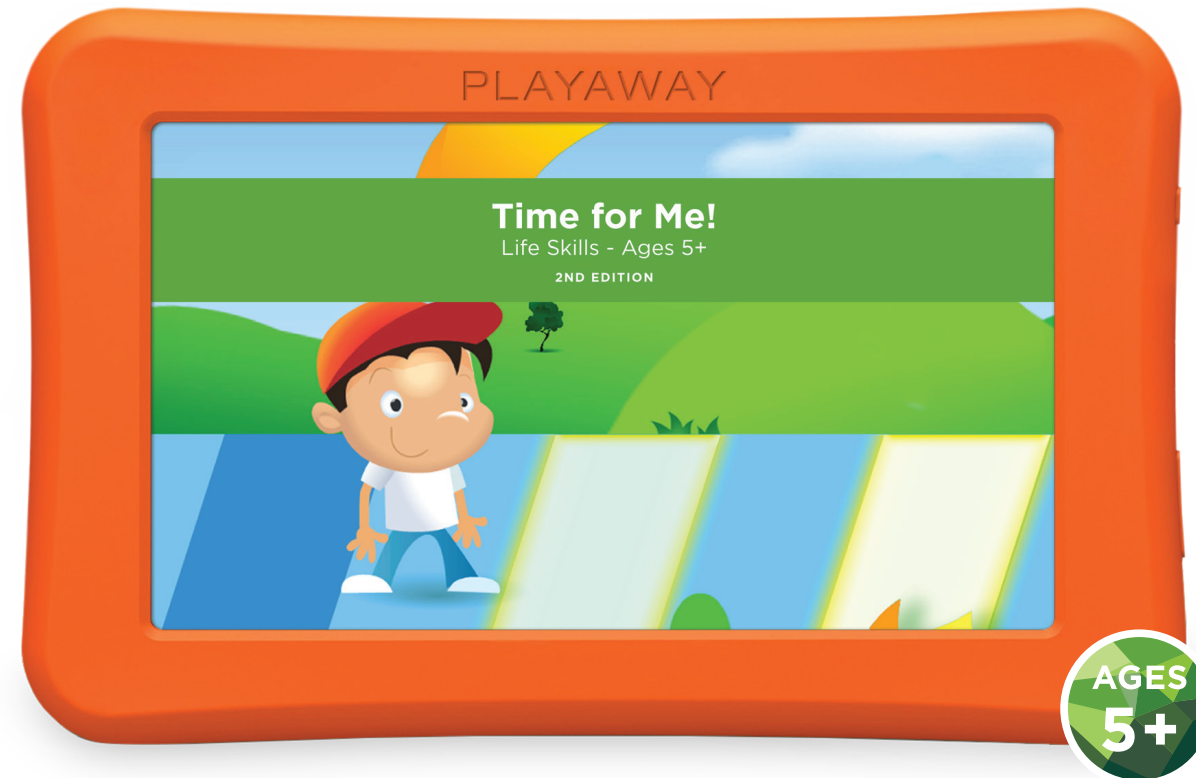 PLAYAWAY
Time for Me!
Life Skills - Ages 5+
2ND EDITION
AGES
5+